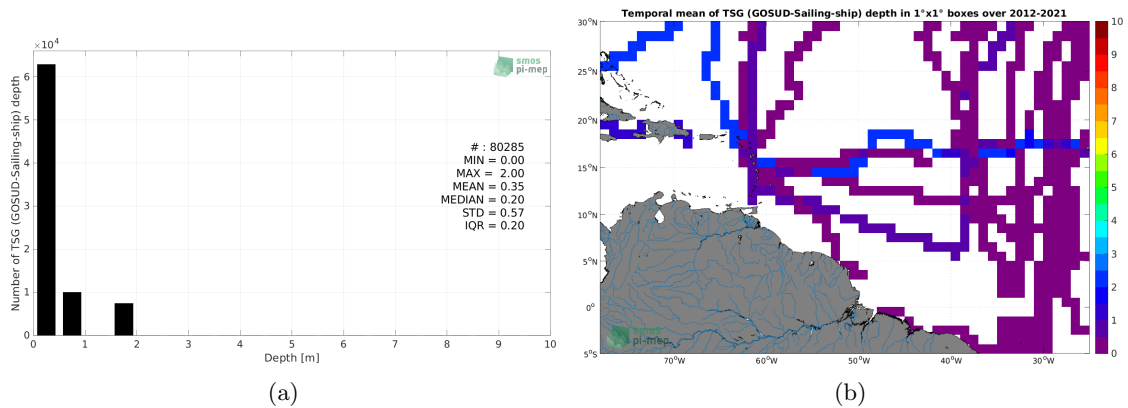 ×10⁴
6
5
4
3
2
1
0
Number of TSG (GOSUD-Sailing-ship) depth
smos
pi-mep
# : 80285
MIN = 0.00
MAX = 2.00
MEAN = 0.35
MEDIAN = 0.20
STD = 0.57
IQR = 0.20
0 1 2 3 4 5 6 7 8 9 10
Depth [m]
(a)
Temporal mean of TSG (GOSUD-Sailing-ship) depth in 1°x1° boxes over 2012-2021
30°N
25°N
20°N
15°N
10°N
5°N
0°
5°S
70°W 60°W 50°W 40°W 30°W
smos
pi-mep
10
9
8
7
6
5
4
3
2
1
0
(b)